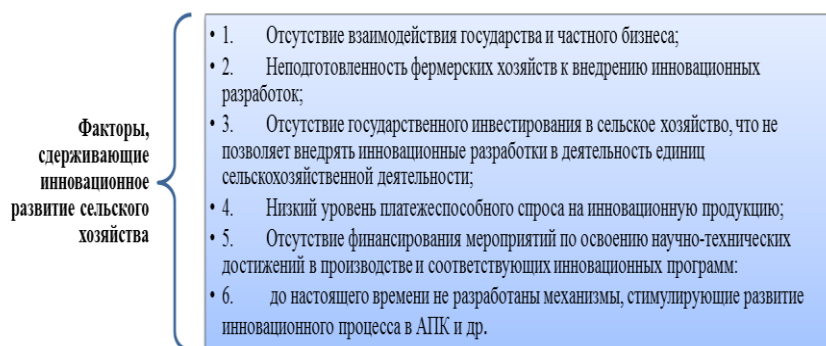 Факторы,
сдерживающие
инновационное
развитие сельского
хозяйства
• 1. Отсутствие взаимодействия государства и частного бизнеса;
• 2. Неподготовленность фермерских хозяйств к внедрению инновационных
разработок;
• 3. Отсутствие государственного инвестирования в сельское хозяйство, что не
позволяет внедрять инновационные разработки в деятельность единиц
сельскохозяйственной деятельности;
• 4. Низкий уровень платежеспособного спроса на инновационную продукцию;
• 5. Отсутствие финансирования мероприятий по освоению научно-технических
достижений в производстве и соответствующих инновационных программ:
• 6. до настоящего времени не разработаны механизмы, стимулирующие развитие
инновационного процесса в АПК и др.